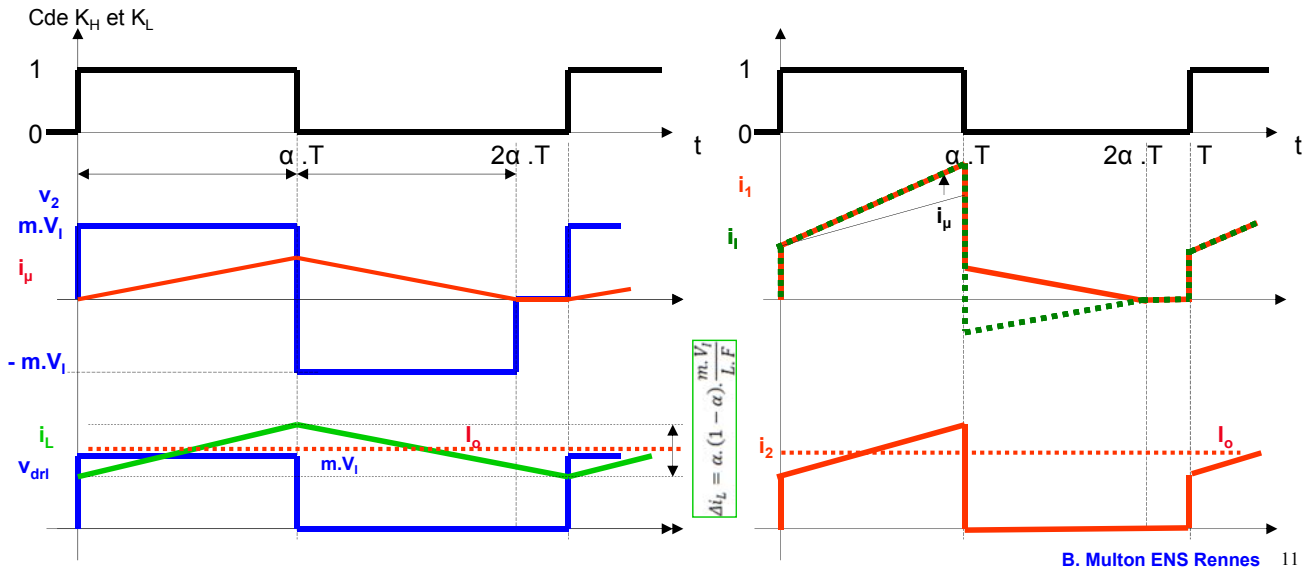 Cde K_H et K_L
1
0
t
α .T
2α .T
v_2
m.V_I
i_μ
- m.V_I
i_L
I_o
v_drl
m.V_I
Δi_L = α.(1 − α).\frac{m.V_I}{L.F}
1
0
t
α .T
2α .T
T
i_1
i_μ
i_I
i_2
I_o
B. Multon ENS Rennes 11